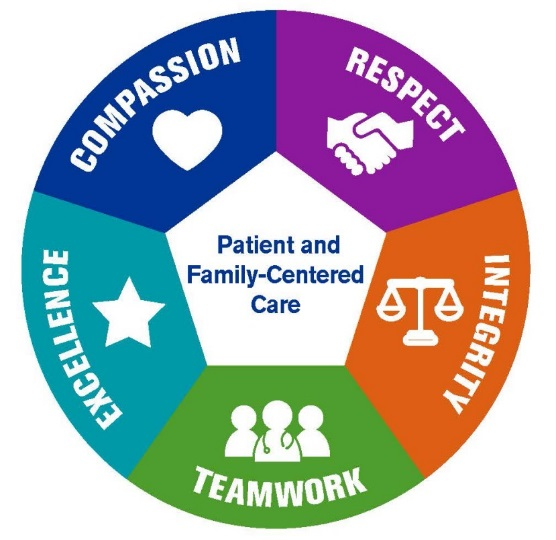 COMPASSION
RESPECT
INTEGRITY
TEAMWORK
EXCELLENCE
Patient and
Family-Centered
Care